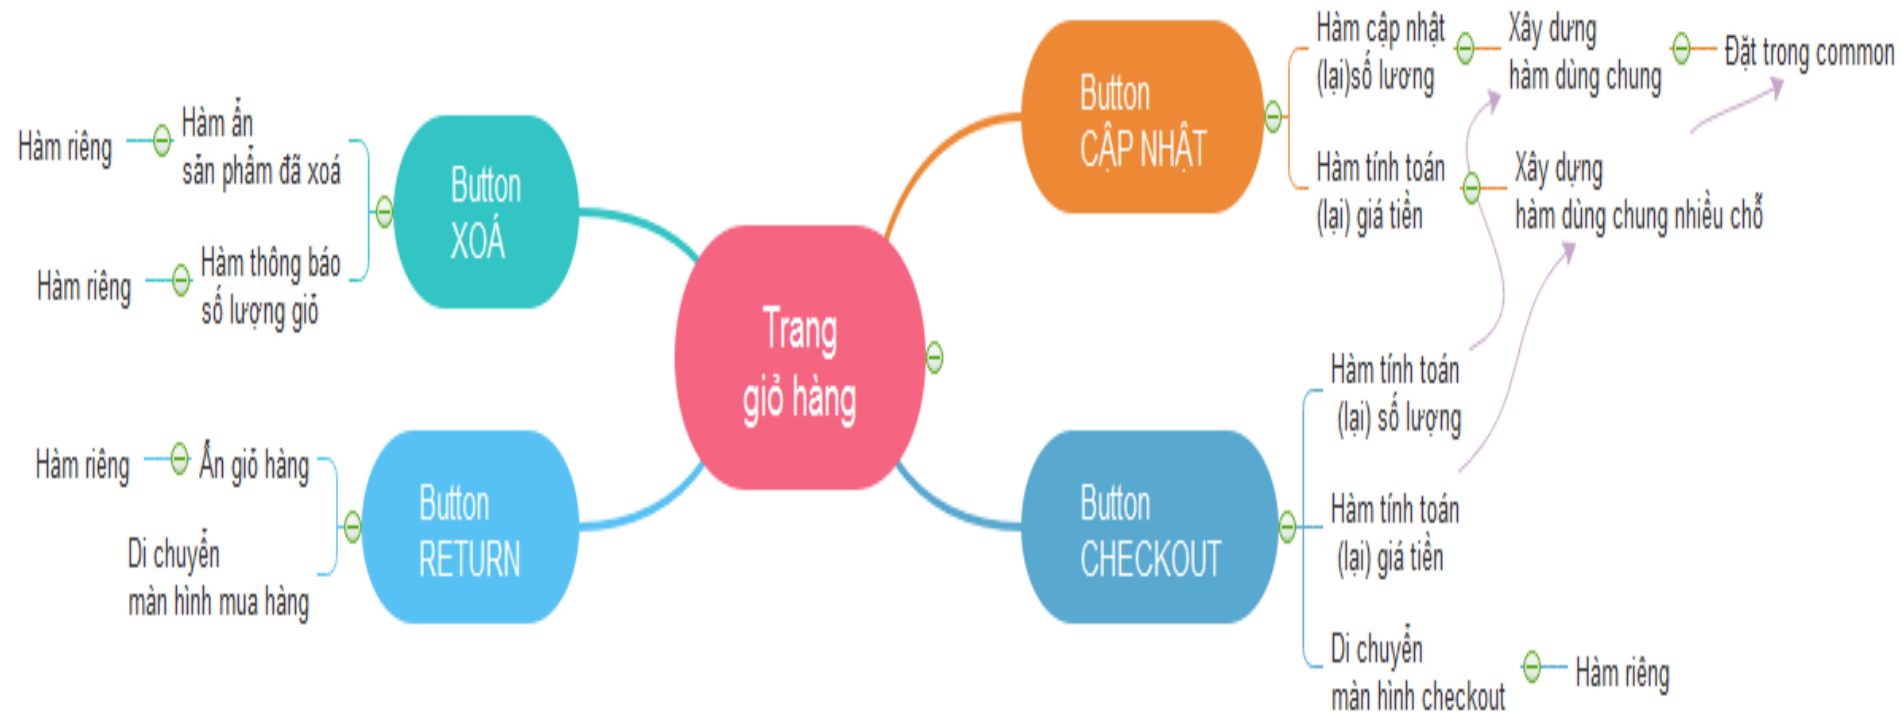 Trang
giỏ hàng
Button
XOÁ
Hàm ẩn
sản phẩm đã xoá
Hàm riêng
Hàm thông báo
số lượng giỏ
Hàm riêng
Button
RETURN
Ẩn giỏ hàng
Hàm riêng
Di chuyển
màn hình mua hàng
Button
CẬP NHẬT
Hàm cập nhật
(lại)số lương
Xây dưng
hàm dùng chung
Đặt trong common
Hàm tính toán
(lại) giá tiền
Xây dựng
hàm dùng chung nhiều chỗ
Button
CHECKOUT
Hàm tính toán
(lại) số lượng
Hàm tính toán
(lại) giá tiền
Di chuyển
màn hình checkout
Hàm riêng